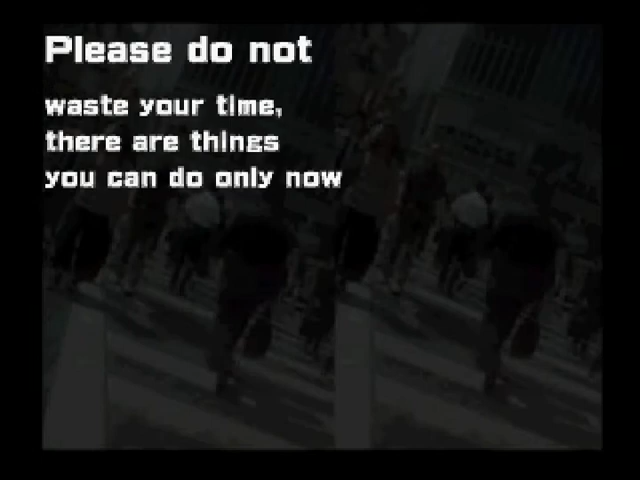 Please do not
waste your time,
there are things
you can do only now